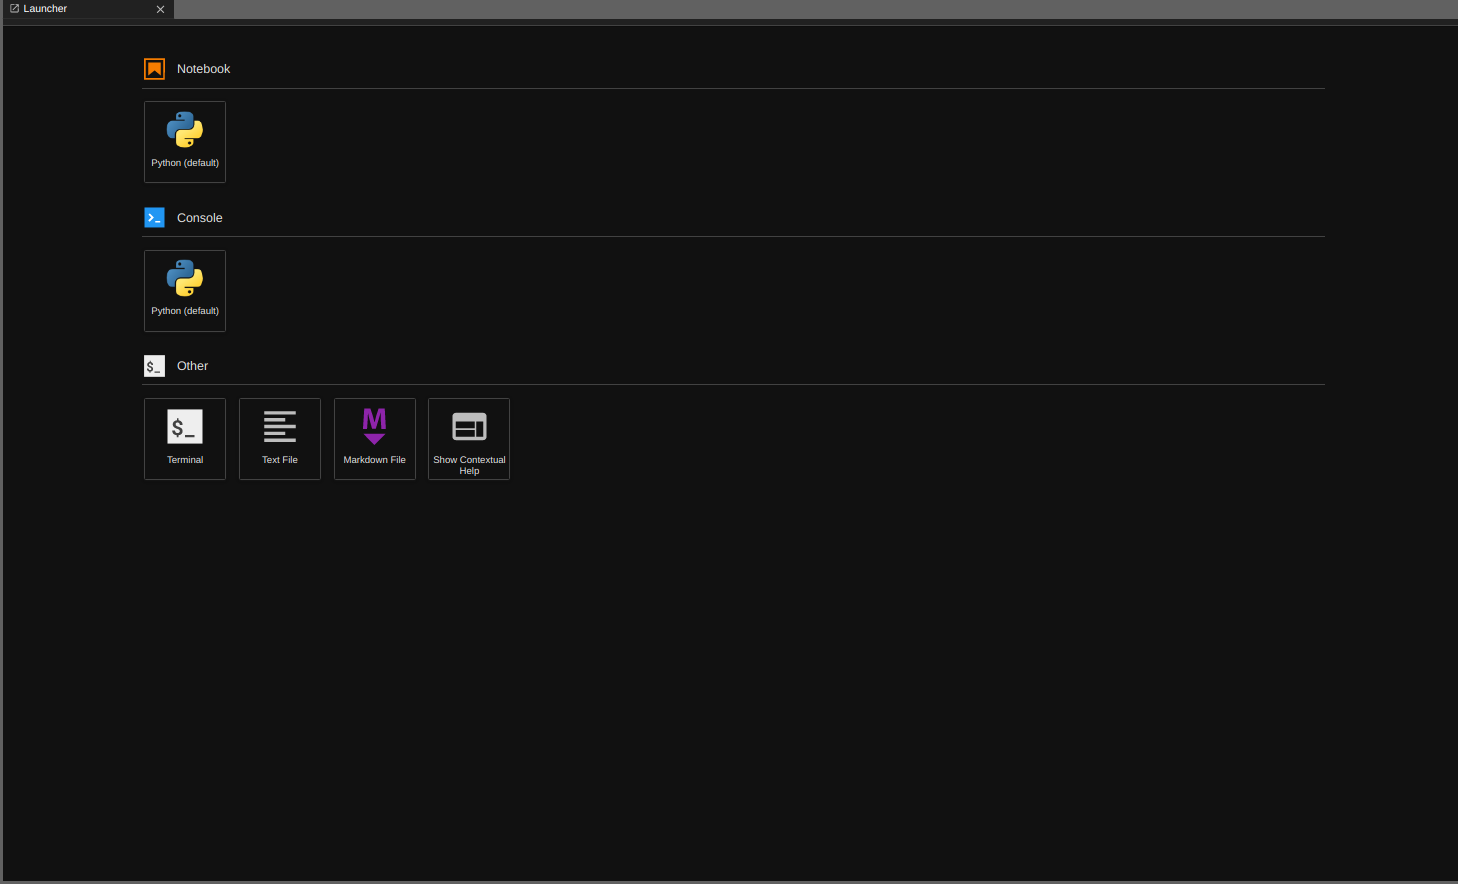 Launcher
Notebook
Python (default)
Console
Python (default)
$_ Other
$_
Terminal
Text File
M
Markdown File
Show Contextual
Help